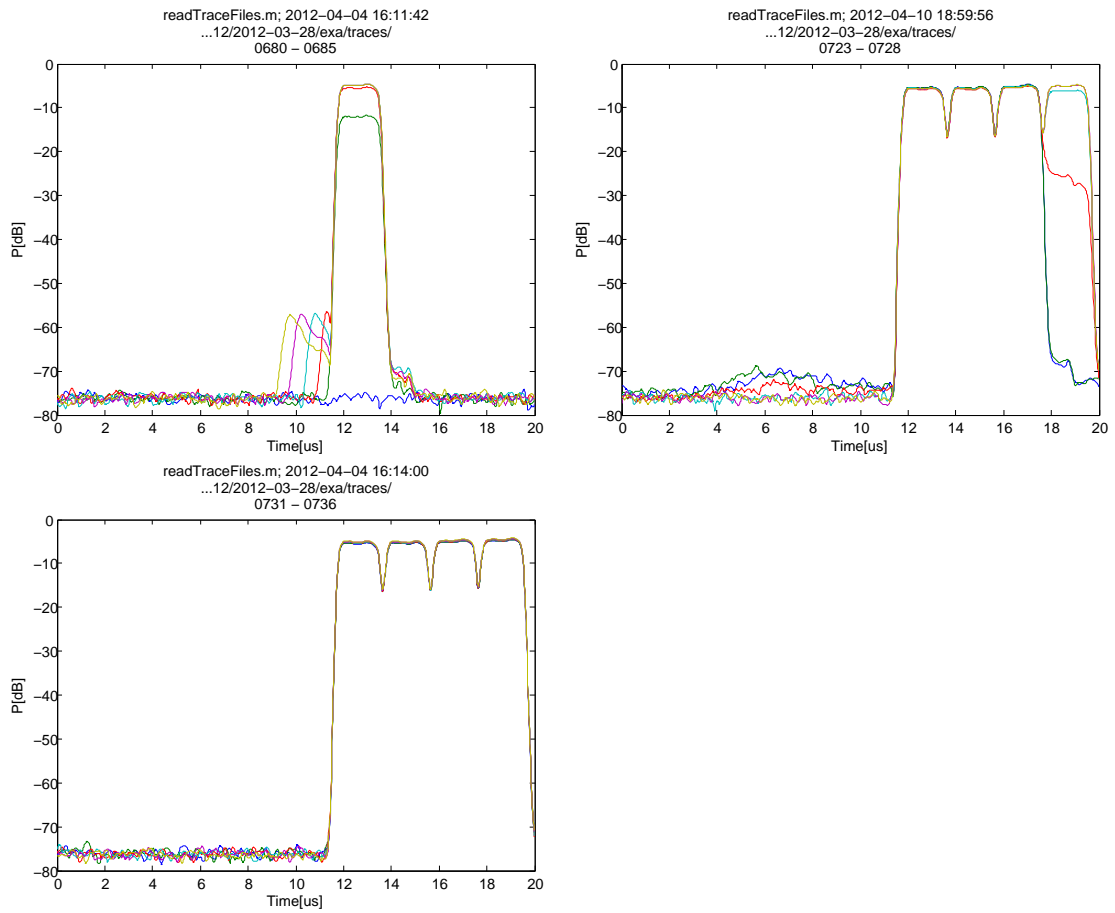 readTraceFiles.m; 2012−04−04 16:11:42
...12/2012−03−28/exa/traces/
0680 − 0685
0
−10
−20
−30
−40
−50
−60
−70
−80
P[dB]
0 2 4 6 8 10 12 14 16 18 20
Time[us]
readTraceFiles.m; 2012−04−10 18:59:56
...12/2012−03−28/exa/traces/
0723 − 0728
0
−10
−20
−30
−40
−50
−60
−70
−80
P[dB]
0 2 4 6 8 10 12 14 16 18 20
Time[us]
readTraceFiles.m; 2012−04−04 16:14:00
...12/2012−03−28/exa/traces/
0731 − 0736
0
−10
−20
−30
−40
−50
−60
−70
−80
P[dB]
0 2 4 6 8 10 12 14 16 18 20
Time[us]